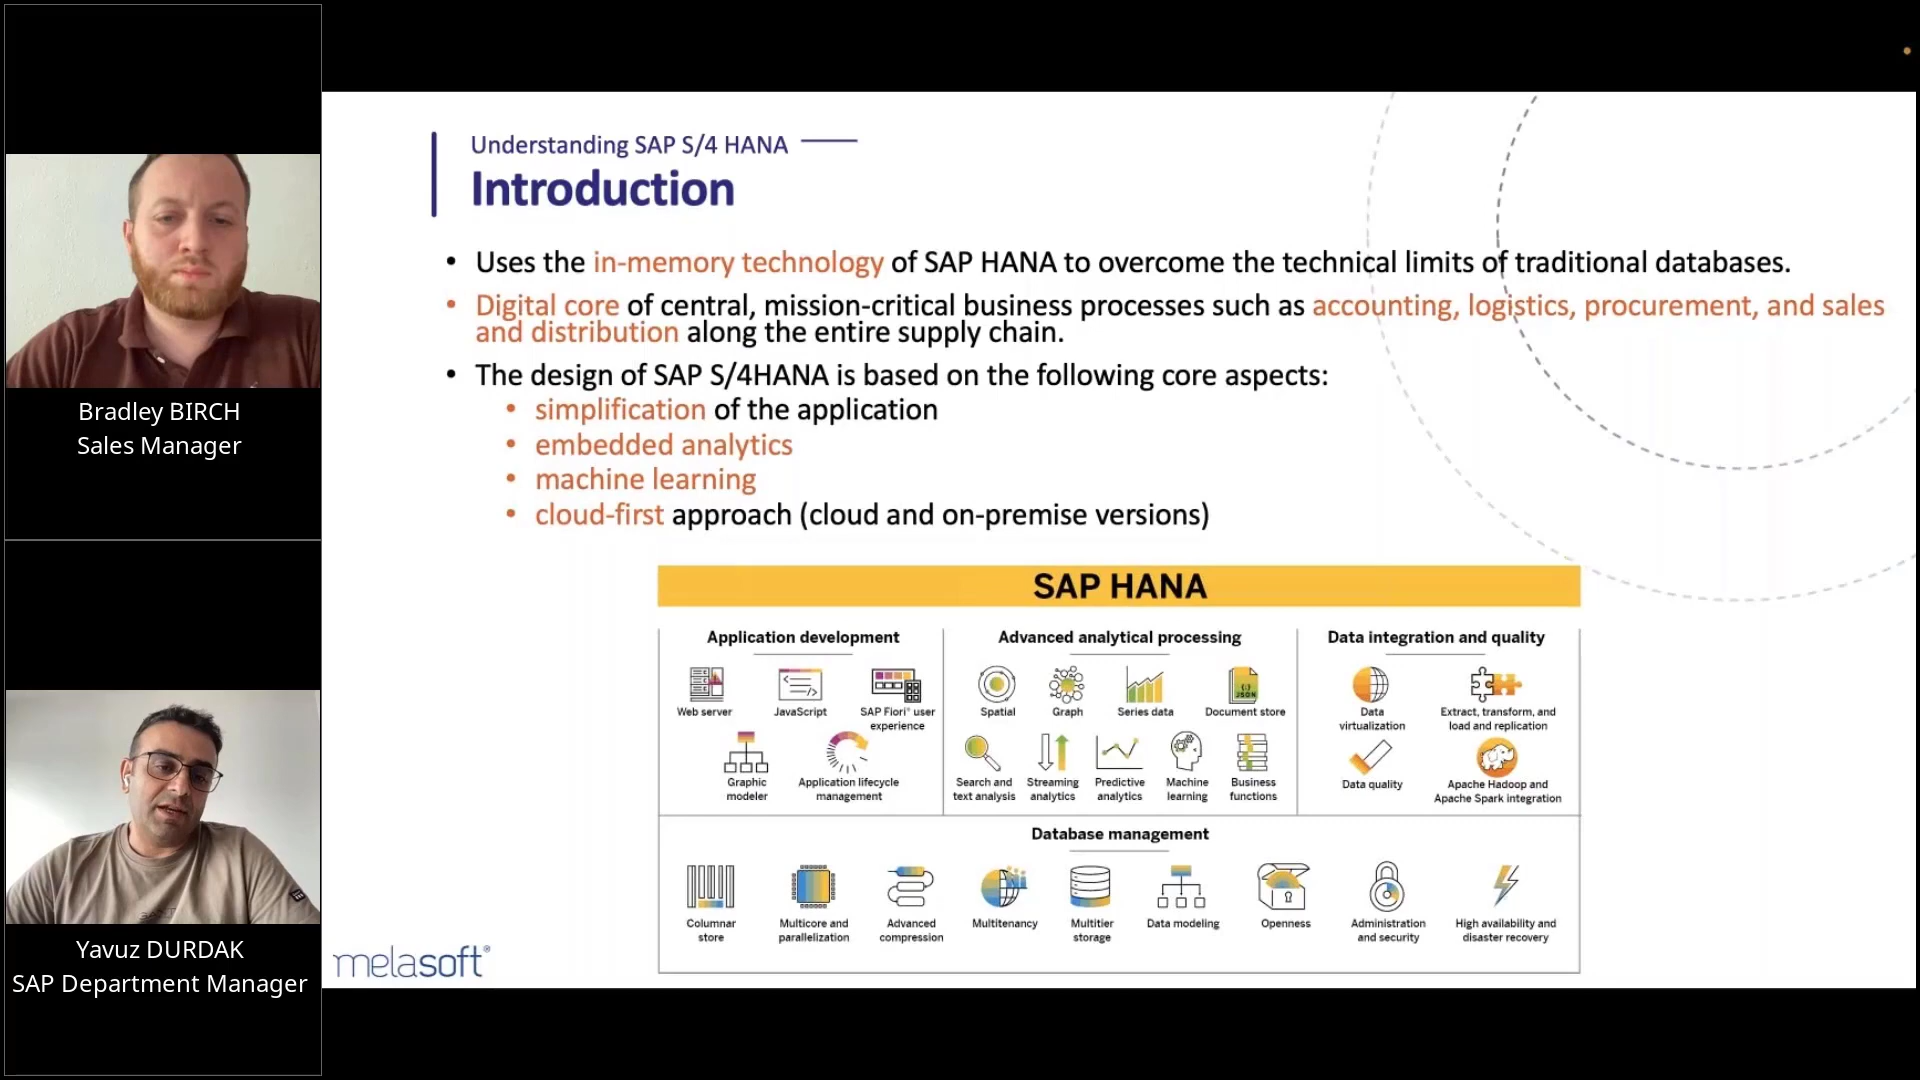 Bradley BIRCH
Sales Manager
Yavuz DURDAK
SAP Department Manager
Understanding SAP S/4 HANA
Introduction
• Uses the in-memory technology of SAP HANA to overcome the technical limits of traditional databases.
• Digital core of central, mission-critical business processes such as accounting, logistics, procurement, and sales
and distribution along the entire supply chain.
• The design of SAP S/4HANA is based on the following core aspects:
• simplification of the application
• embedded analytics
• machine learning
• cloud-first approach (cloud and on-premise versions)
SAP HANA
Application development
Web server
JavaScript
SAP Fiori® user
experience
Graphic
modeler
Application lifecycle
management
Advanced analytical processing
Spatial
Graph
Series data
{;}
JSON
Document store
Search and
text analysis
Streaming
analytics
Predictive
analytics
Machine
learning
Business
functions
Data integration and quality
Data
virtualization
Extract, transform, and
load and replication
Data quality
Apache Hadoop and
Apache Spark integration
Database management
Columnar
store
Multicore and
parallelization
Advanced
compression
Multitenancy
Multitier
storage
Data modeling
Openness
Administration
and security
High availability and
disaster recovery
melasoft®